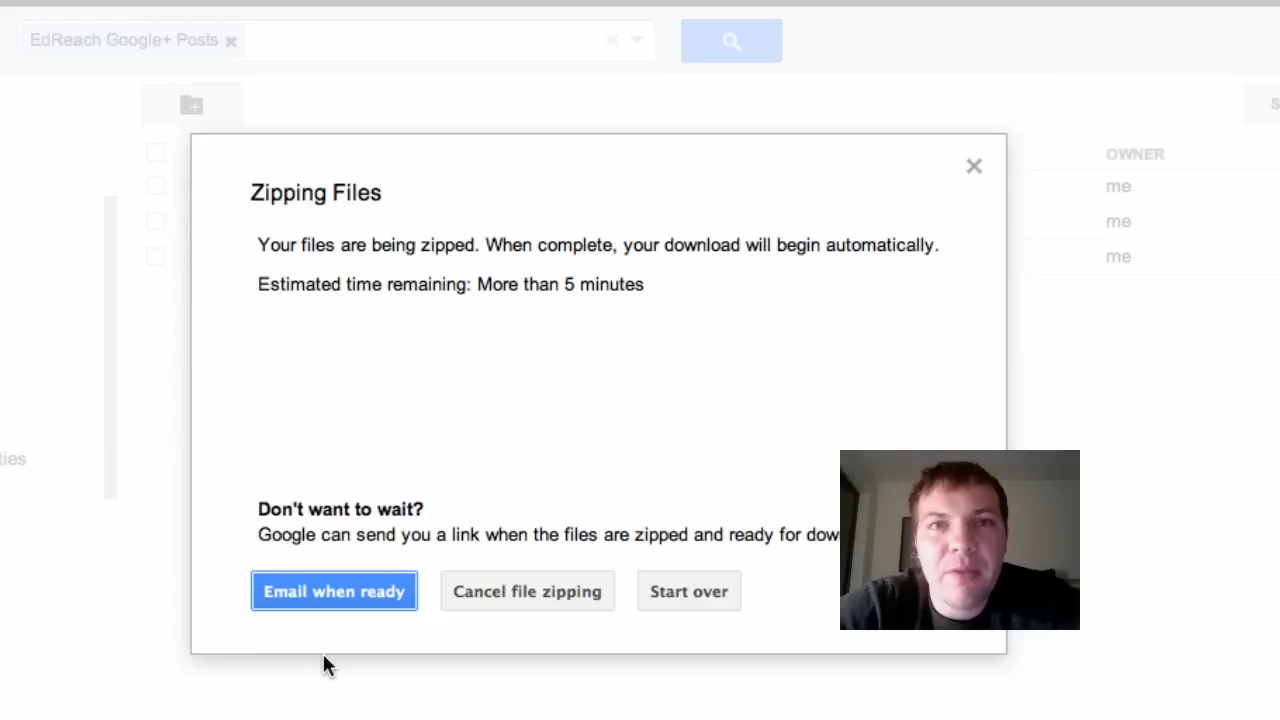 EdReach Google+ Posts
OWNER
Zipping Files
me
Your files are being zipped. When complete, your download will begin automatically.
me
Estimated time remaining: More than 5 minutes
me
ties
Don't want to wait?
Google can send you a link when the files are zipped and ready for dow
Email when ready
Cancel file zipping
Start over